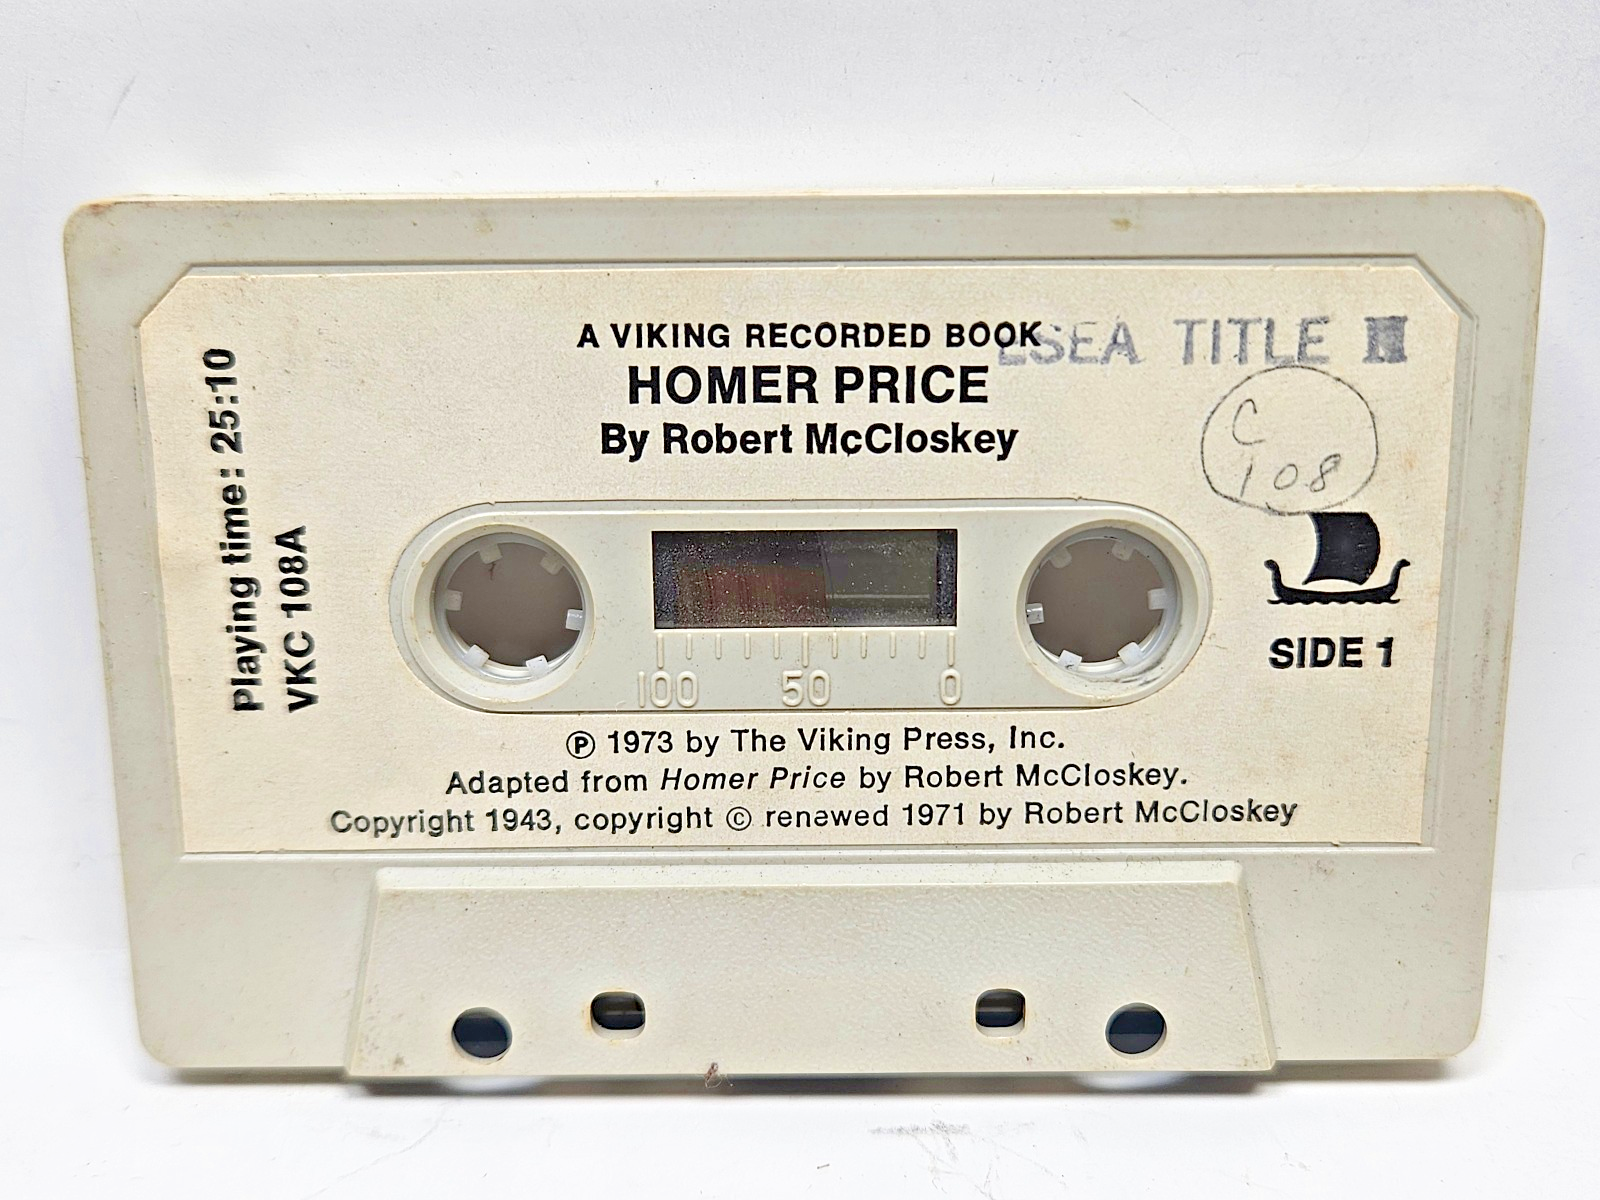 A VIKING RECORDED BOOK
ESEA TITLE
HOMER PRICE
By Robert McCloskey
C
108
Playing time: 25:10
VKC 108A
SIDE 1
100 50 0
Ⓟ 1973 by The Viking Press, Inc.
Adapted from Homer Price by Robert McCloskey.
Copyright 1943, copyright © renewed 1971 by Robert McCloskey